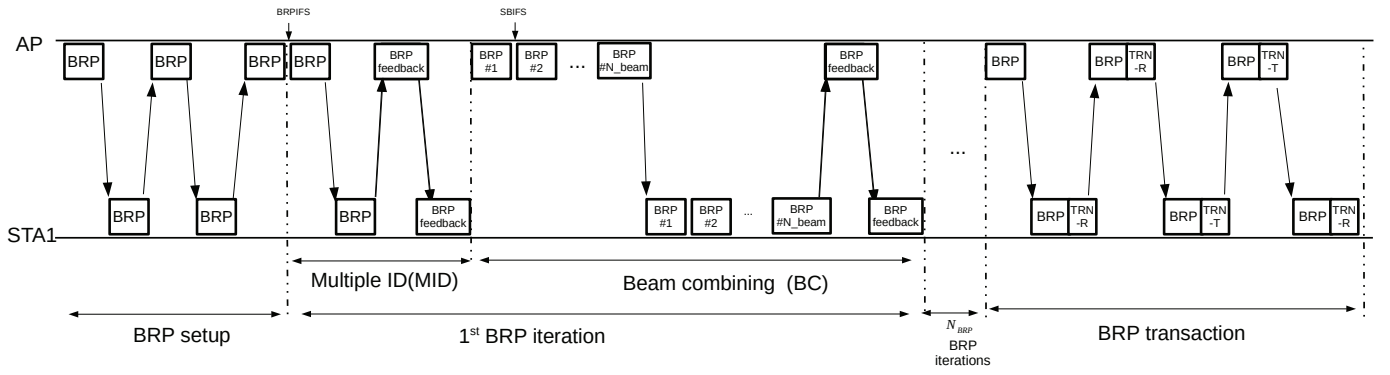 BRPIFS
SBIFS
AP
BRP
BRP
BRP
BRP
BRP
feedback
BRP
#1
BRP
#2
...
BRP
#N_beam
BRP
feedback
BRP
BRP
TRN
-R
BRP
TRN
-T
...
STA1
BRP
BRP
BRP
BRP
feedback
BRP
#1
BRP
#2
...
BRP
#N_beam
BRP
feedback
BRP
TRN
-R
BRP
TRN
-T
BRP
TRN
-R
Multiple ID(MID)
Beam combining (BC)
BRP setup
1st BRP iteration
N_BRP
BRP
iterations
BRP transaction